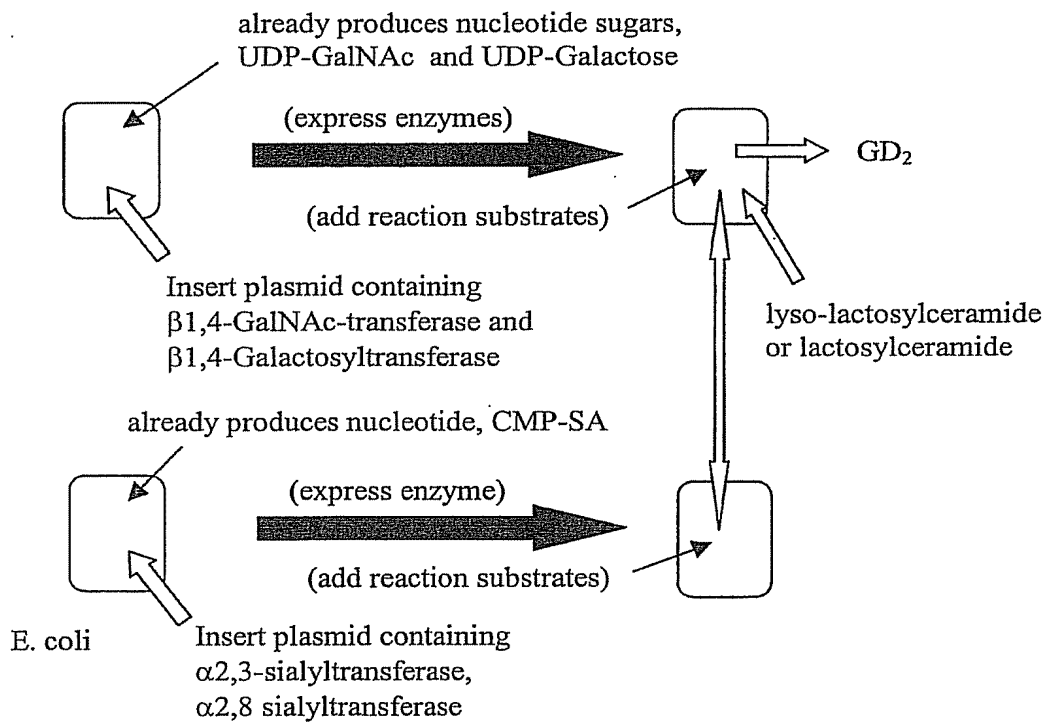 already produces nucleotide sugars,
UDP-GalNAc and UDP-Galactose
(express enzymes)
GD₂
(add reaction substrates)
Insert plasmid containing
β1,4-GalNAc-transferase and
β1,4-Galactosyltransferase
lyso-lactosylceramide
or lactosylceramide
already produces nucleotide, CMP-SA
(express enzyme)
(add reaction substrates)
E. coli
Insert plasmid containing
α2,3-sialyltransferase,
α2,8 sialyltransferase